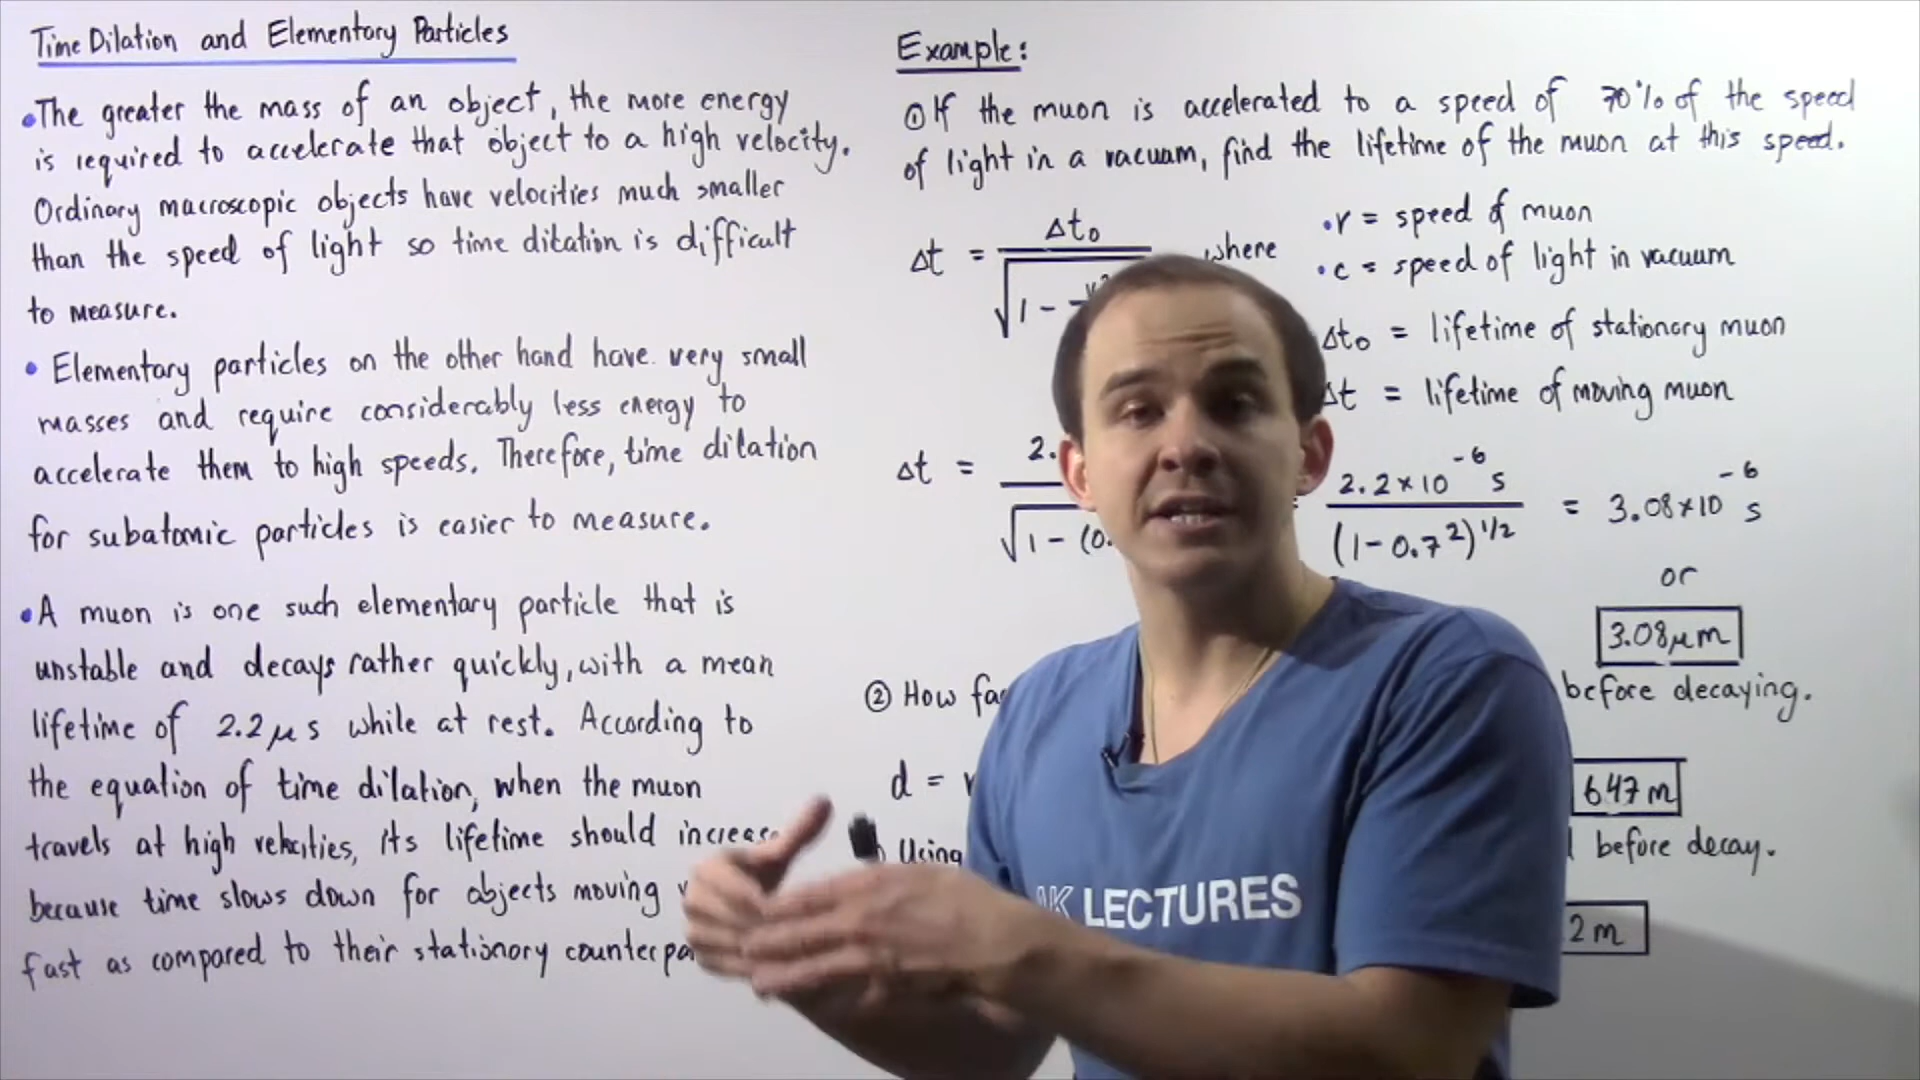 Time Dilation and Elementary Particles
• The greater the mass of an object, the more energy
is required to accelerate that object to a high velocity.
Ordinary macroscopic objects have velocities much smaller
than the speed of light so time dilation is difficult
to measure.
• Elementary particles on the other hand have very small
masses and require considerably less energy to
accelerate them to high speeds. Therefore, time dilation
for subatomic particles is easier to measure.
• A muon is one such elementary particle that is
unstable and decays rather quickly, with a mean
lifetime of 2.2 μs while at rest. According to
the equation of time dilation, when the muon
travels at high velocities, its lifetime should increase
because time slows down for objects moving
fast as compared to their stationary
Example:
① If the muon is accelerated to a speed of 70% of the speed
of light in a vacuum, find the lifetime of the muon at this speed.
Δt = Δt₀ / √1 - where
• v = speed of muon
• c = speed of light in vacuum
Δt₀ = lifetime of stationary muon
Δt = lifetime of moving muon
Δt = 2. / √1 - (0. 2.2×10⁻⁶ s / (1-0.7²)^1/2 = 3.08×10⁻⁶ s
or
3.08μm
② How before decaying.
d = 647 m
Using before decay.
2 m
AK LECTURES